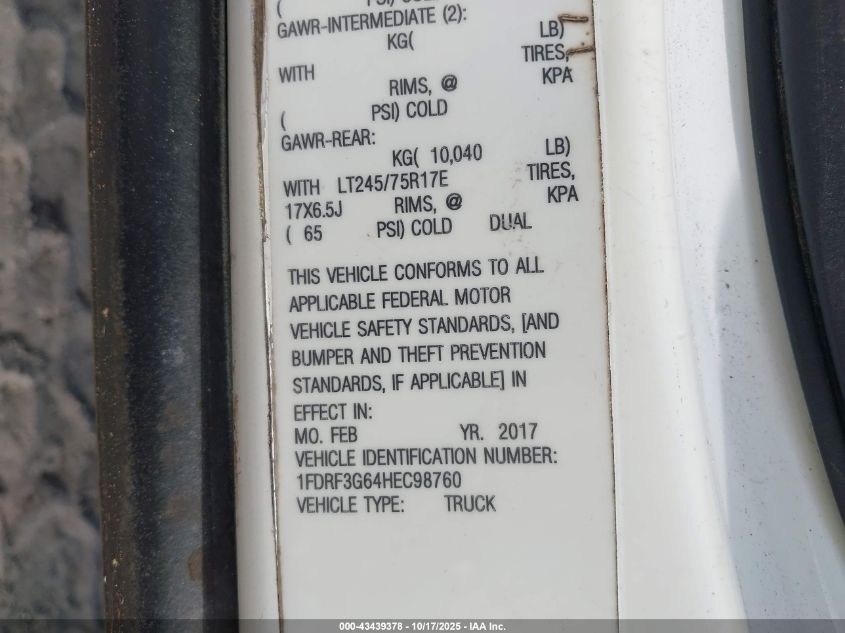 ( PSI) COLD
GAWR-INTERMEDIATE (2):
KG( LB)
WITH TIRES,
RIMS, @ KPA
( PSI) COLD
GAWR-REAR:
KG( 10,040 LB)
WITH LT245/75R17E TIRES,
17X6.5J RIMS, @ KPA
( 65 PSI) COLD DUAL
THIS VEHICLE CONFORMS TO ALL
APPLICABLE FEDERAL MOTOR
VEHICLE SAFETY STANDARDS, [AND
BUMPER AND THEFT PREVENTION
STANDARDS, IF APPLICABLE] IN
EFFECT IN:
MO. FEB YR. 2017
VEHICLE IDENTIFICATION NUMBER:
1FDRF3G64HEC98760
VEHICLE TYPE: TRUCK
000-43439378 - 10/17/2025 - IAA Inc.